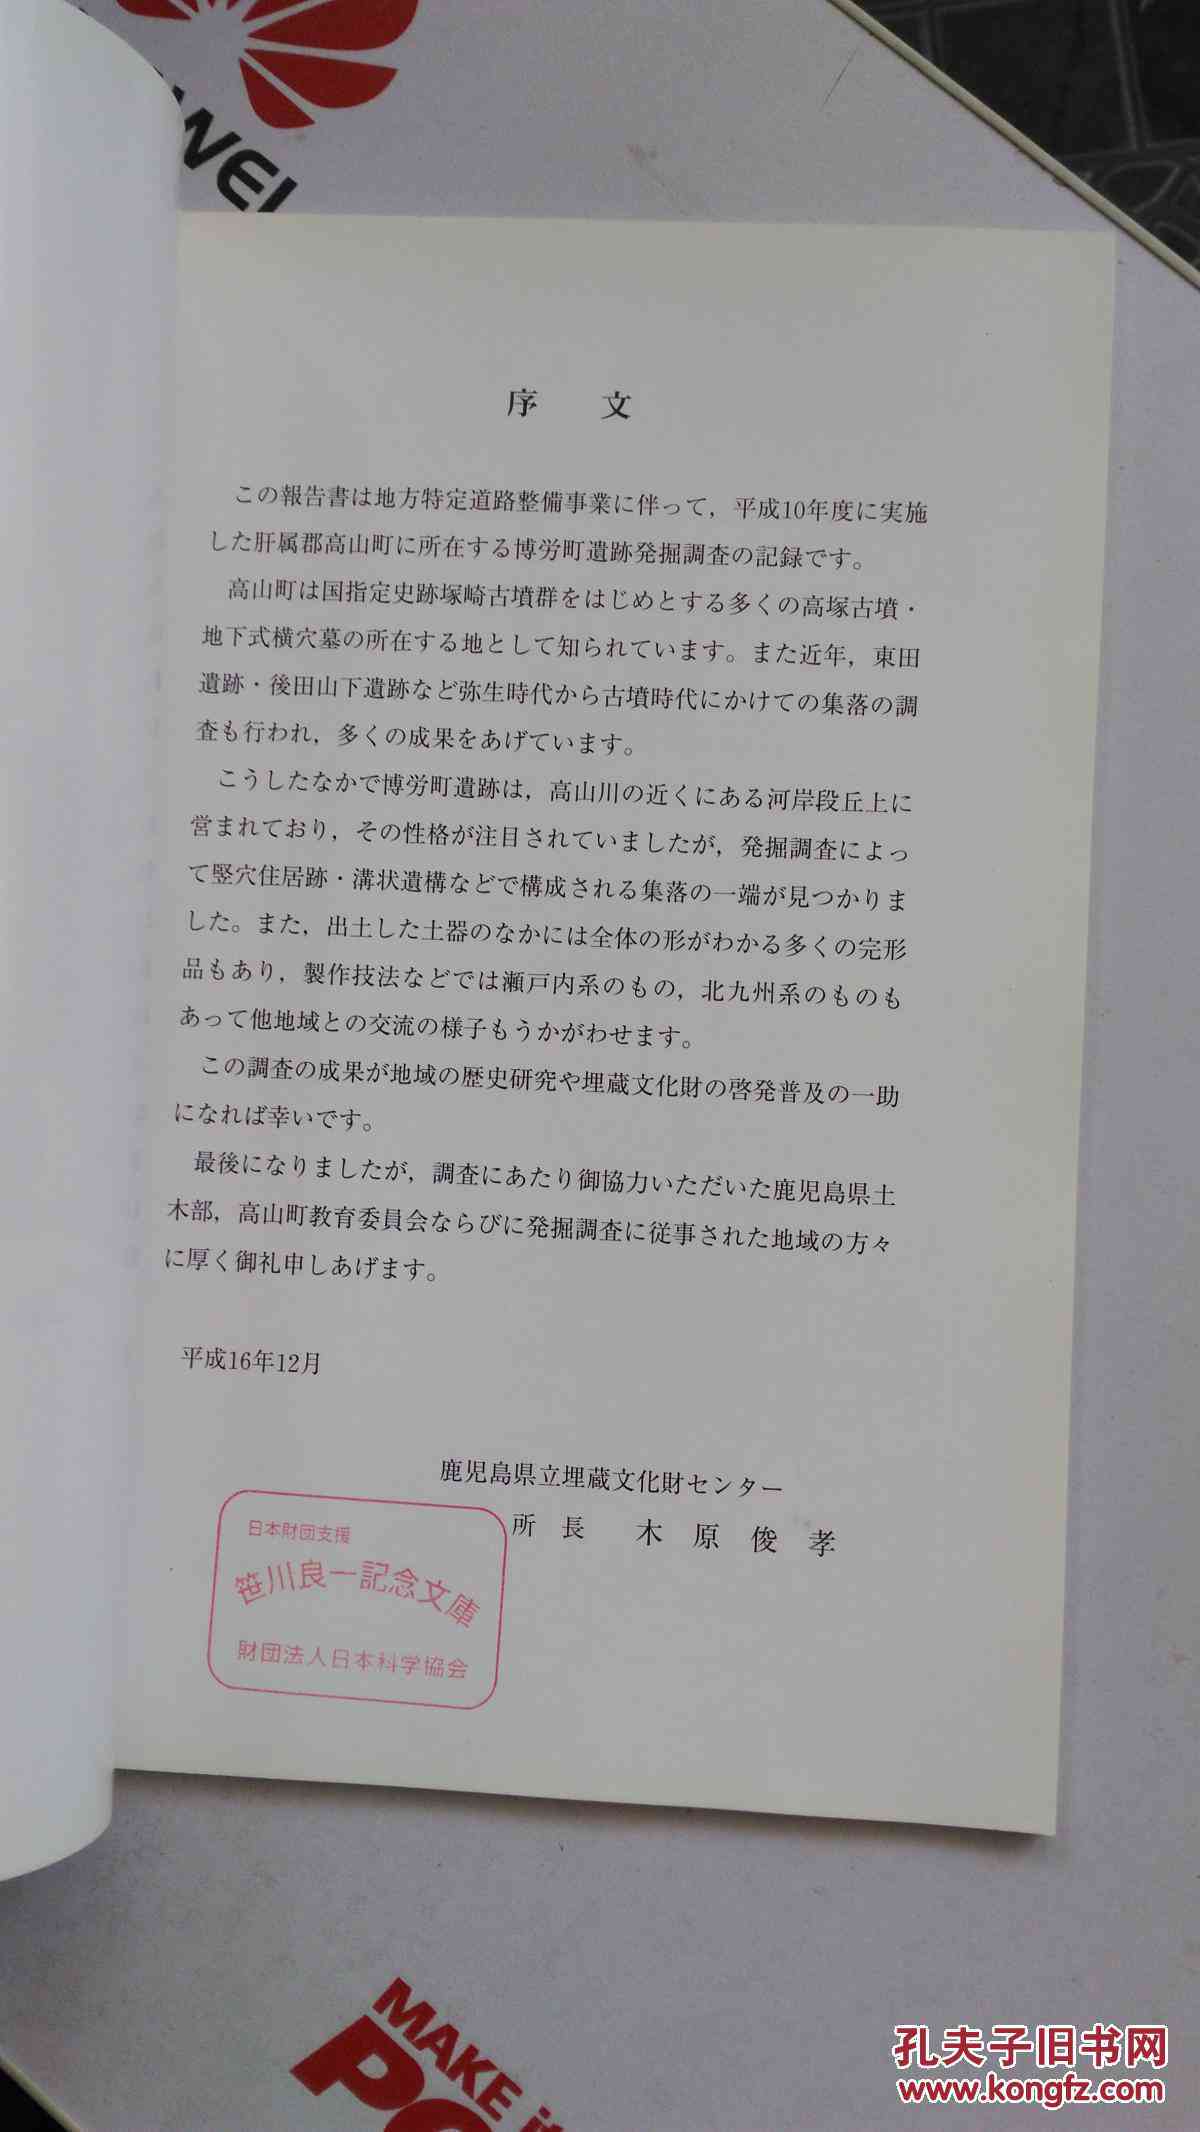 WEI
序 文
この報告書は地方特定道路整備事業に伴って，平成10年度に実施
した肝属郡高山町に所在する博労町遺跡発掘調査の記録です。
高山町は国指定史跡塚崎古墳群をはじめとする多くの高塚古墳・
地下式横穴墓の所在する地として知られています。また近年，東田
遺跡・後田山下遺跡など弥生時代から古墳時代にかけての集落の調
査も行われ，多くの成果をあげています。
こうしたなかで博労町遺跡は，高山川の近くにある河岸段丘上に
営まれており，その性格が注目されていましたが，発掘調査によっ
て竪穴住居跡・溝状遺構などで構成される集落の一端が見つかりま
した。また，出土した土器のなかには全体の形がわかる多くの完形
品もあり，製作技法などでは瀬戸内系のもの，北九州系のものも
あって他地域との交流の様子もうかがわせます。
この調査の成果が地域の歴史研究や埋蔵文化財の啓発普及の一助
になれば幸いです。
最後になりましたが，調査にあたり御協力いただいた鹿児島県土
木部，高山町教育委員会ならびに発掘調査に従事された地域の方々
に厚く御礼申しあげます。
平成16年12月
鹿児島県立埋蔵文化財センター
所 長 木 原 俊 孝
日本財団支援
笹川良一記念文庫
財団法人日本科学協会
MAKE
孔夫子旧书网
www.kongfz.com